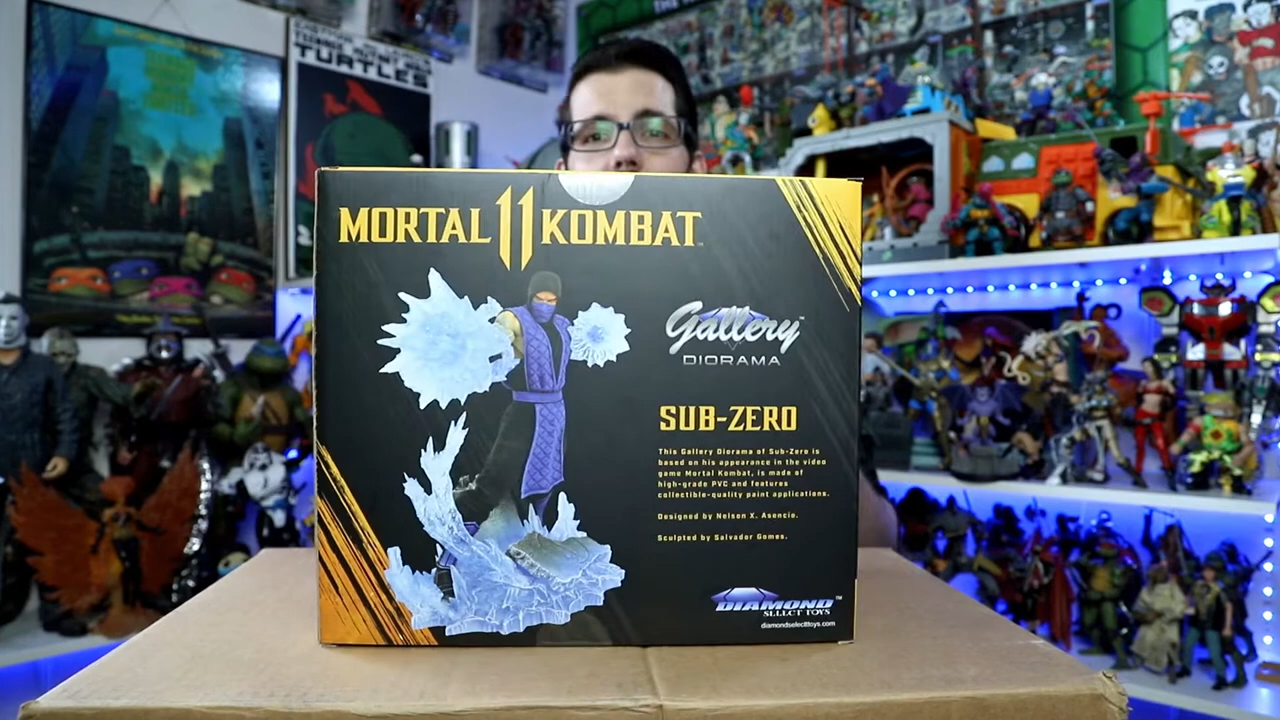 TURTLES
MORTAL 11 KOMBAT
Gallery™
DIORAMA
SUB-ZERO
This Gallery Diorama of Sub-Zero is
based on his appearance in the video
game Mortal Kombat, is made of
high-grade PVC and features
collectible-quality paint applications.
Designed by Nelson X. Asencio.
Sculpted by Salvador Gomes.
DIAMOND™
SELECT TOYS
diamondselecttoys.com